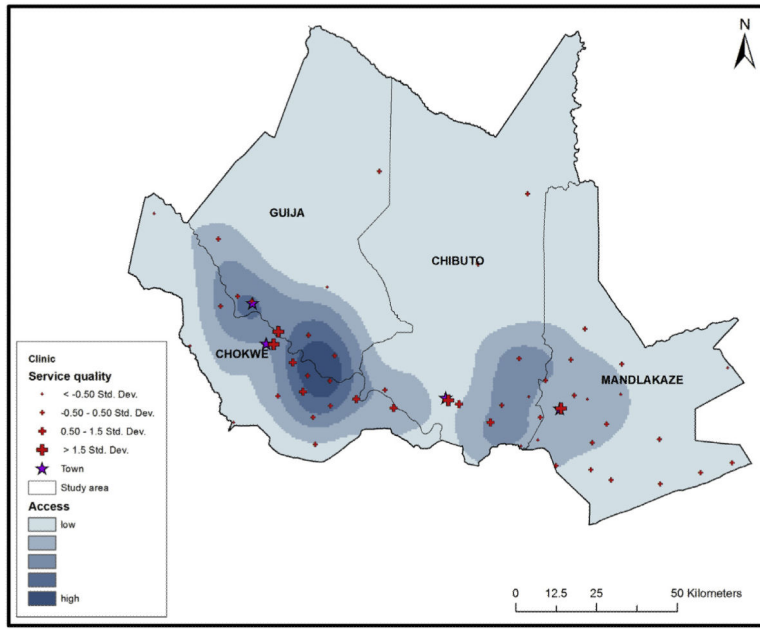 N
GUIJA
CHIBUTO
CHOKWE
MANDLAKAZE
Clinic
Service quality
< -0.50 Std. Dev.
-0.50 - 0.50 Std. Dev.
0.50 - 1.5 Std. Dev.
> 1.5 Std. Dev.
Town
Study area
Access
low
high
0 12.5 25 50 Kilometers